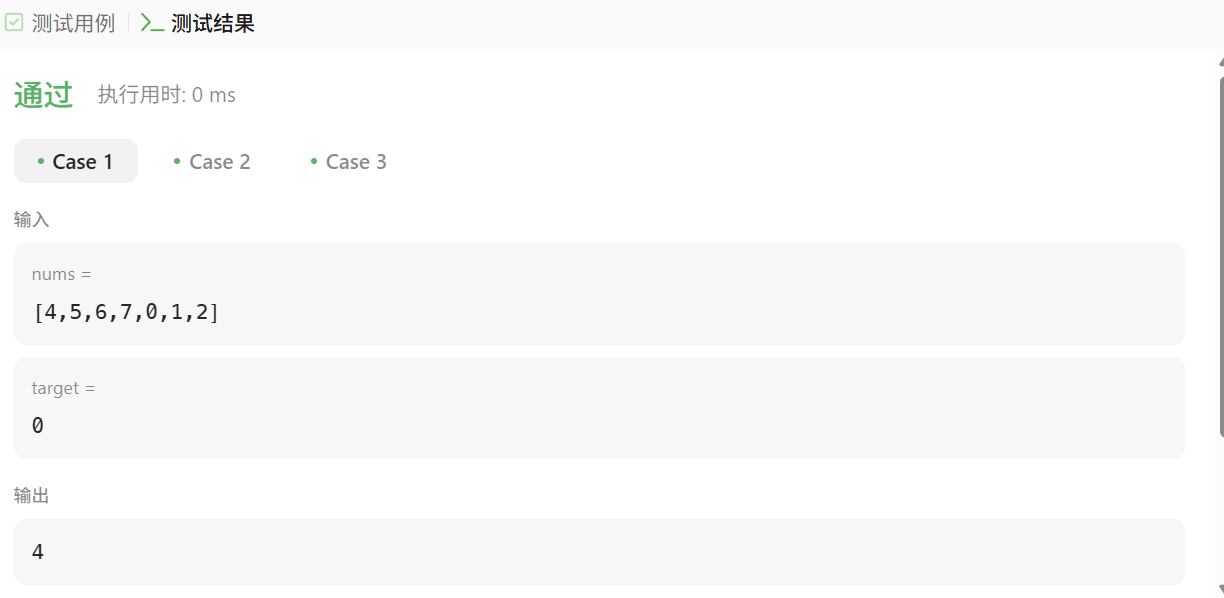 测试用例 测试结果
通过 执行用时: 0 ms
Case 1 Case 2 Case 3
输入
nums =
[4,5,6,7,0,1,2]
target =
0
输出
4